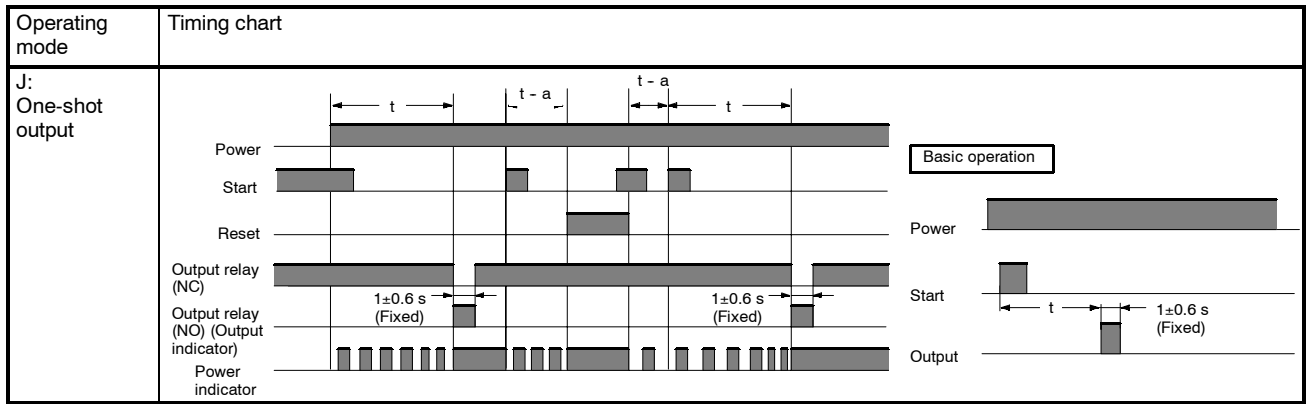 Operating
mode
Timing chart
J:
One-shot
output
t
t - a
t - a
t
Power
Start
Reset
Output relay
(NC)
1±0.6 s
(Fixed)
1±0.6 s
(Fixed)
Output relay
(NO) (Output
indicator)
Power
indicator
Basic operation
Power
Start
t
1±0.6 s
(Fixed)
Output